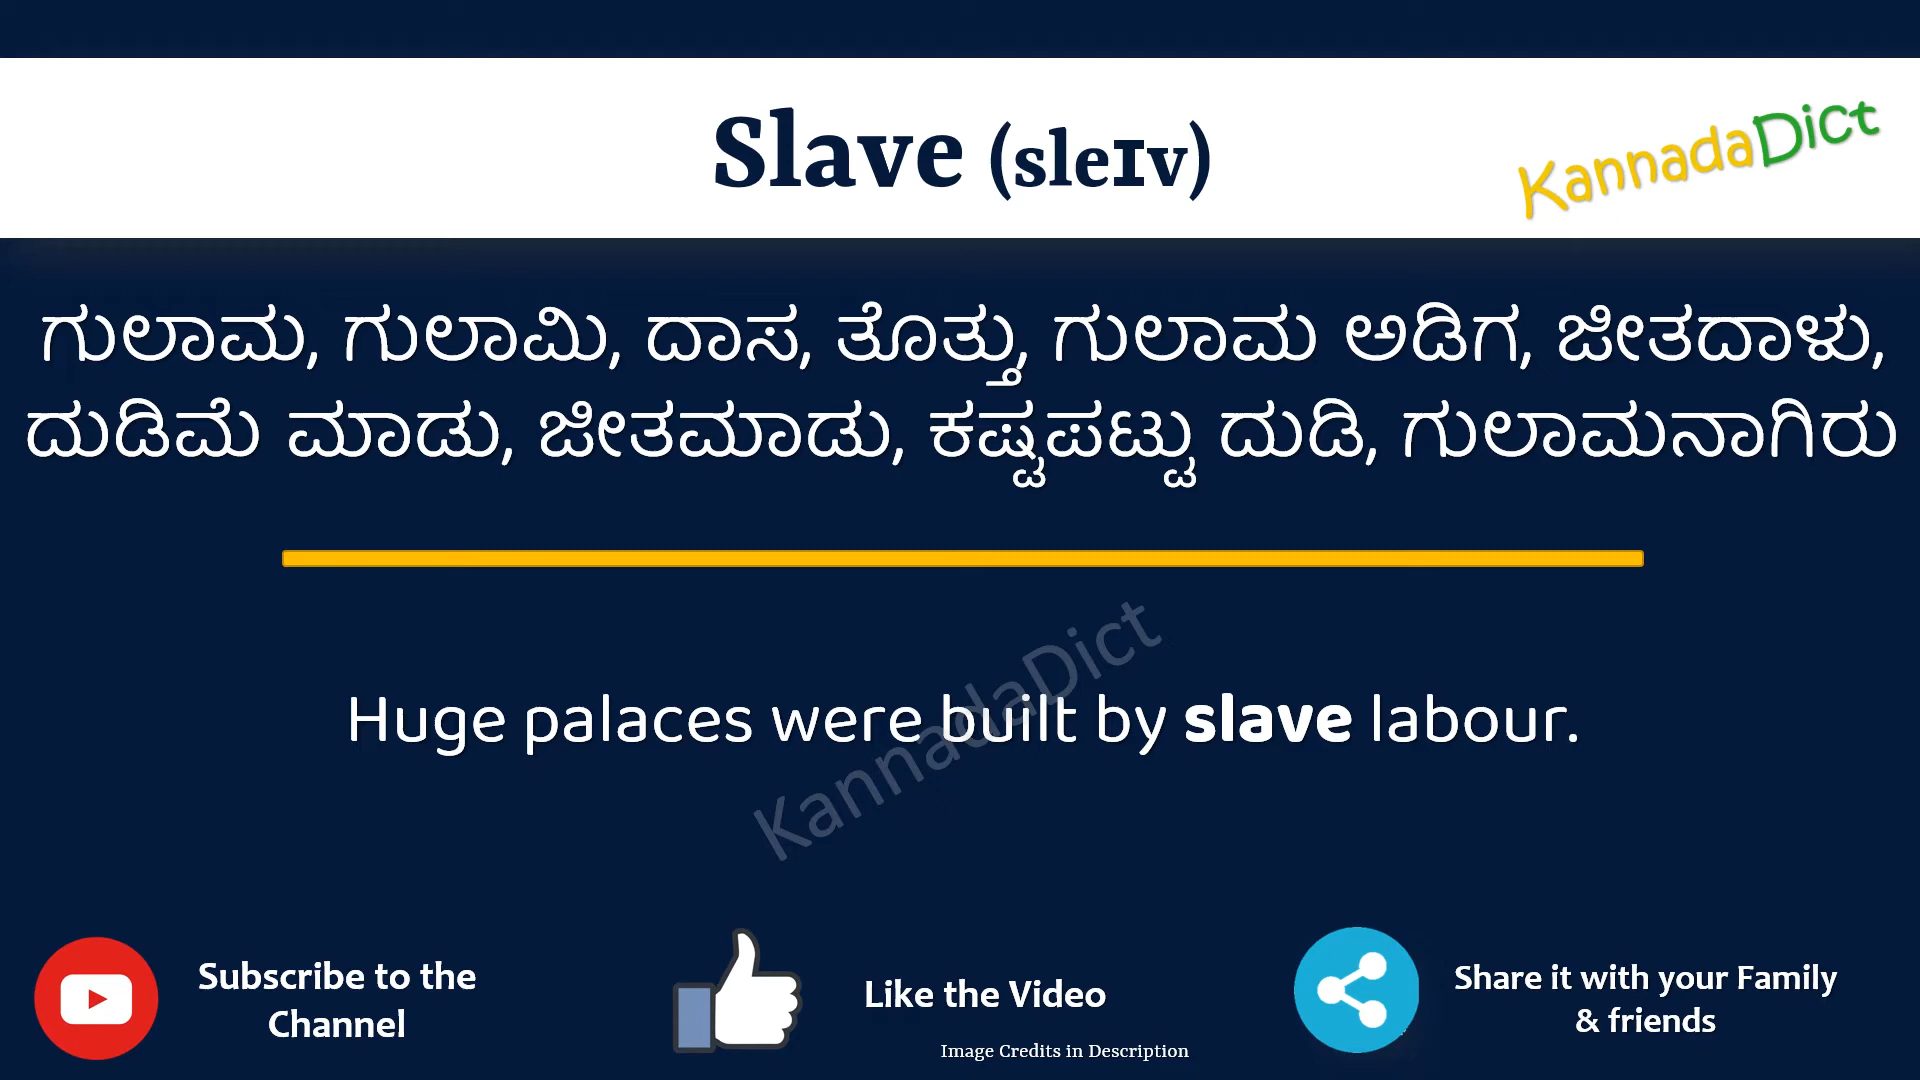 Slave (sleɪv)
KannadaDict
ಗುಲಾಮ, ಗುಲಾಮಿ, ದಾಸ, ತೊತ್ತು, ಗುಲಾಮ ಅಡಿಗ, ಜೀತದಾಳು,
ದುಡಿಮೆ ಮಾಡು, ಜೀತಮಾಡು, ಕಷ್ಟಪಟ್ಟು ದುಡಿ, ಗುಲಾಮನಾಗಿರು
KannadaDict
Huge palaces were built by slave labour.
Subscribe to the
Channel
Like the Video
Share it with your Family
& friends
Image Credits in Description